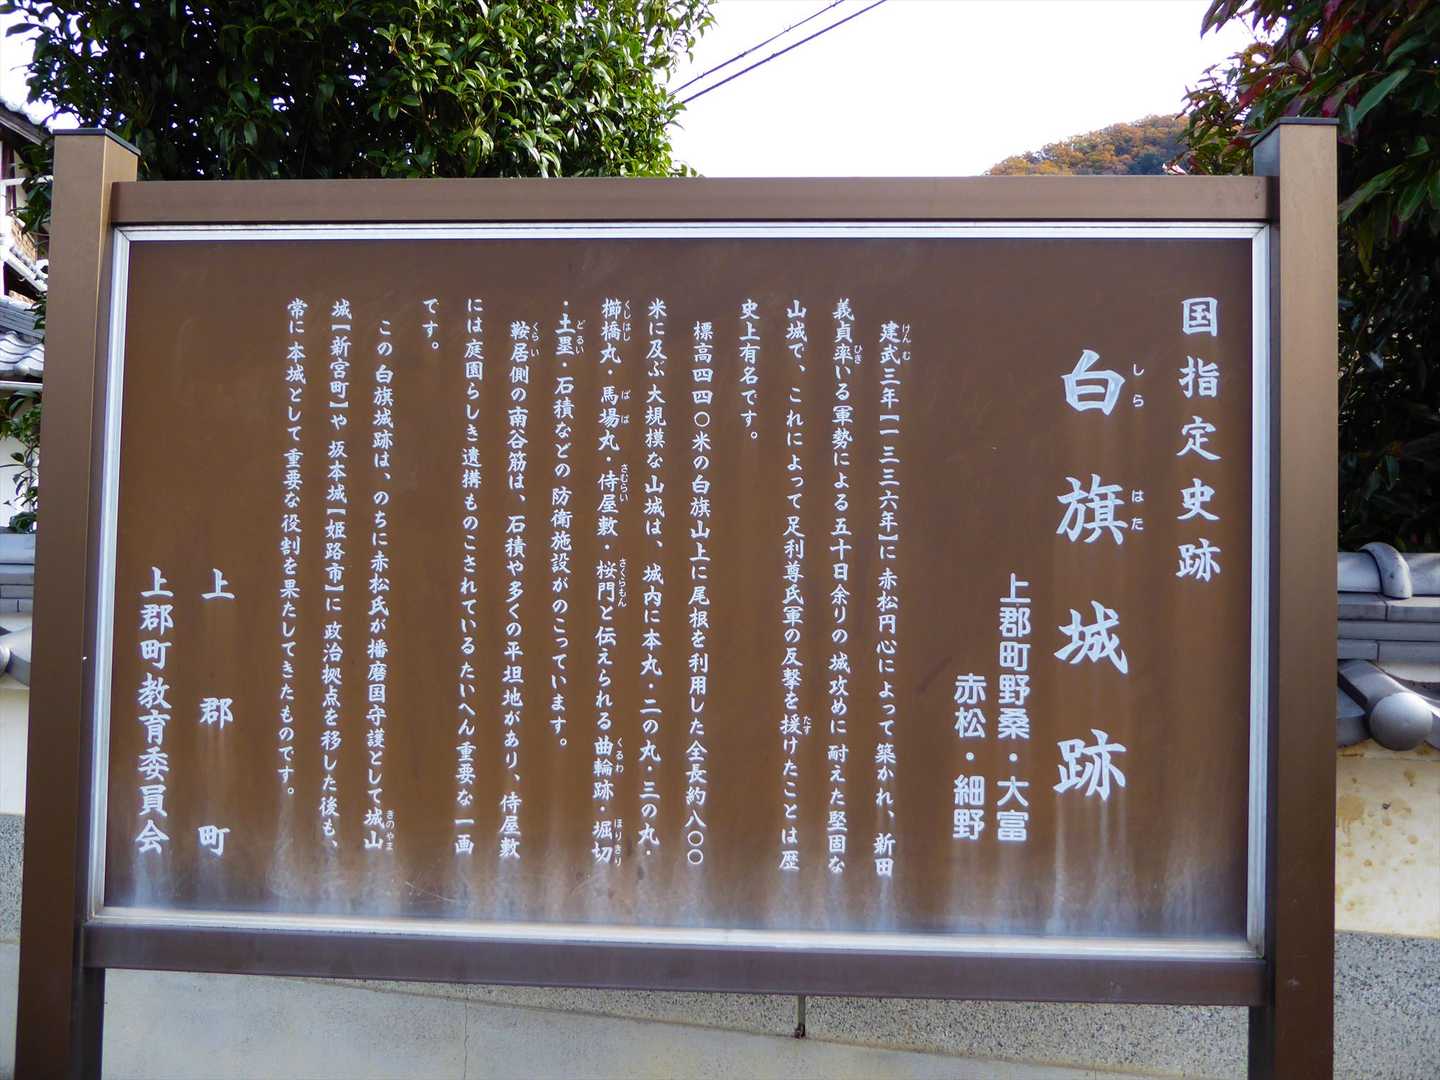 国指定史跡
白旗城跡
上郡町野桑・大富
赤松・細野
建武三年【一三三六年】に赤松円心によって築かれ、新田
義貞率いる軍勢による五十日余りの城攻めに耐えた堅固な
山城で、これによって足利尊氏軍の反撃を援けたことは歴
史上有名です。
標高四四〇米の白旗山上に尾根を利用した全長約八〇〇
米に及ぶ大規模な山城は、城内に本丸・二の丸・三の丸・
櫛橋丸・馬場丸・侍屋敷・桜門と伝えられる曲輪跡・堀切
・土塁・石積などの防衛施設がのこっています。
鞍居側の南谷筋は、石積や多くの平坦地があり、侍屋敷
には庭園らしき遺構ものこされているたいへん重要な一画
です。
この白旗城跡は、のちに赤松氏が播磨国守護として城山
城【新宮町】や坂本城【姫路市】に政治拠点を移した後も、
常に本城として重要な役割を果たしてきたものです。
上郡町
上郡町教育委員会